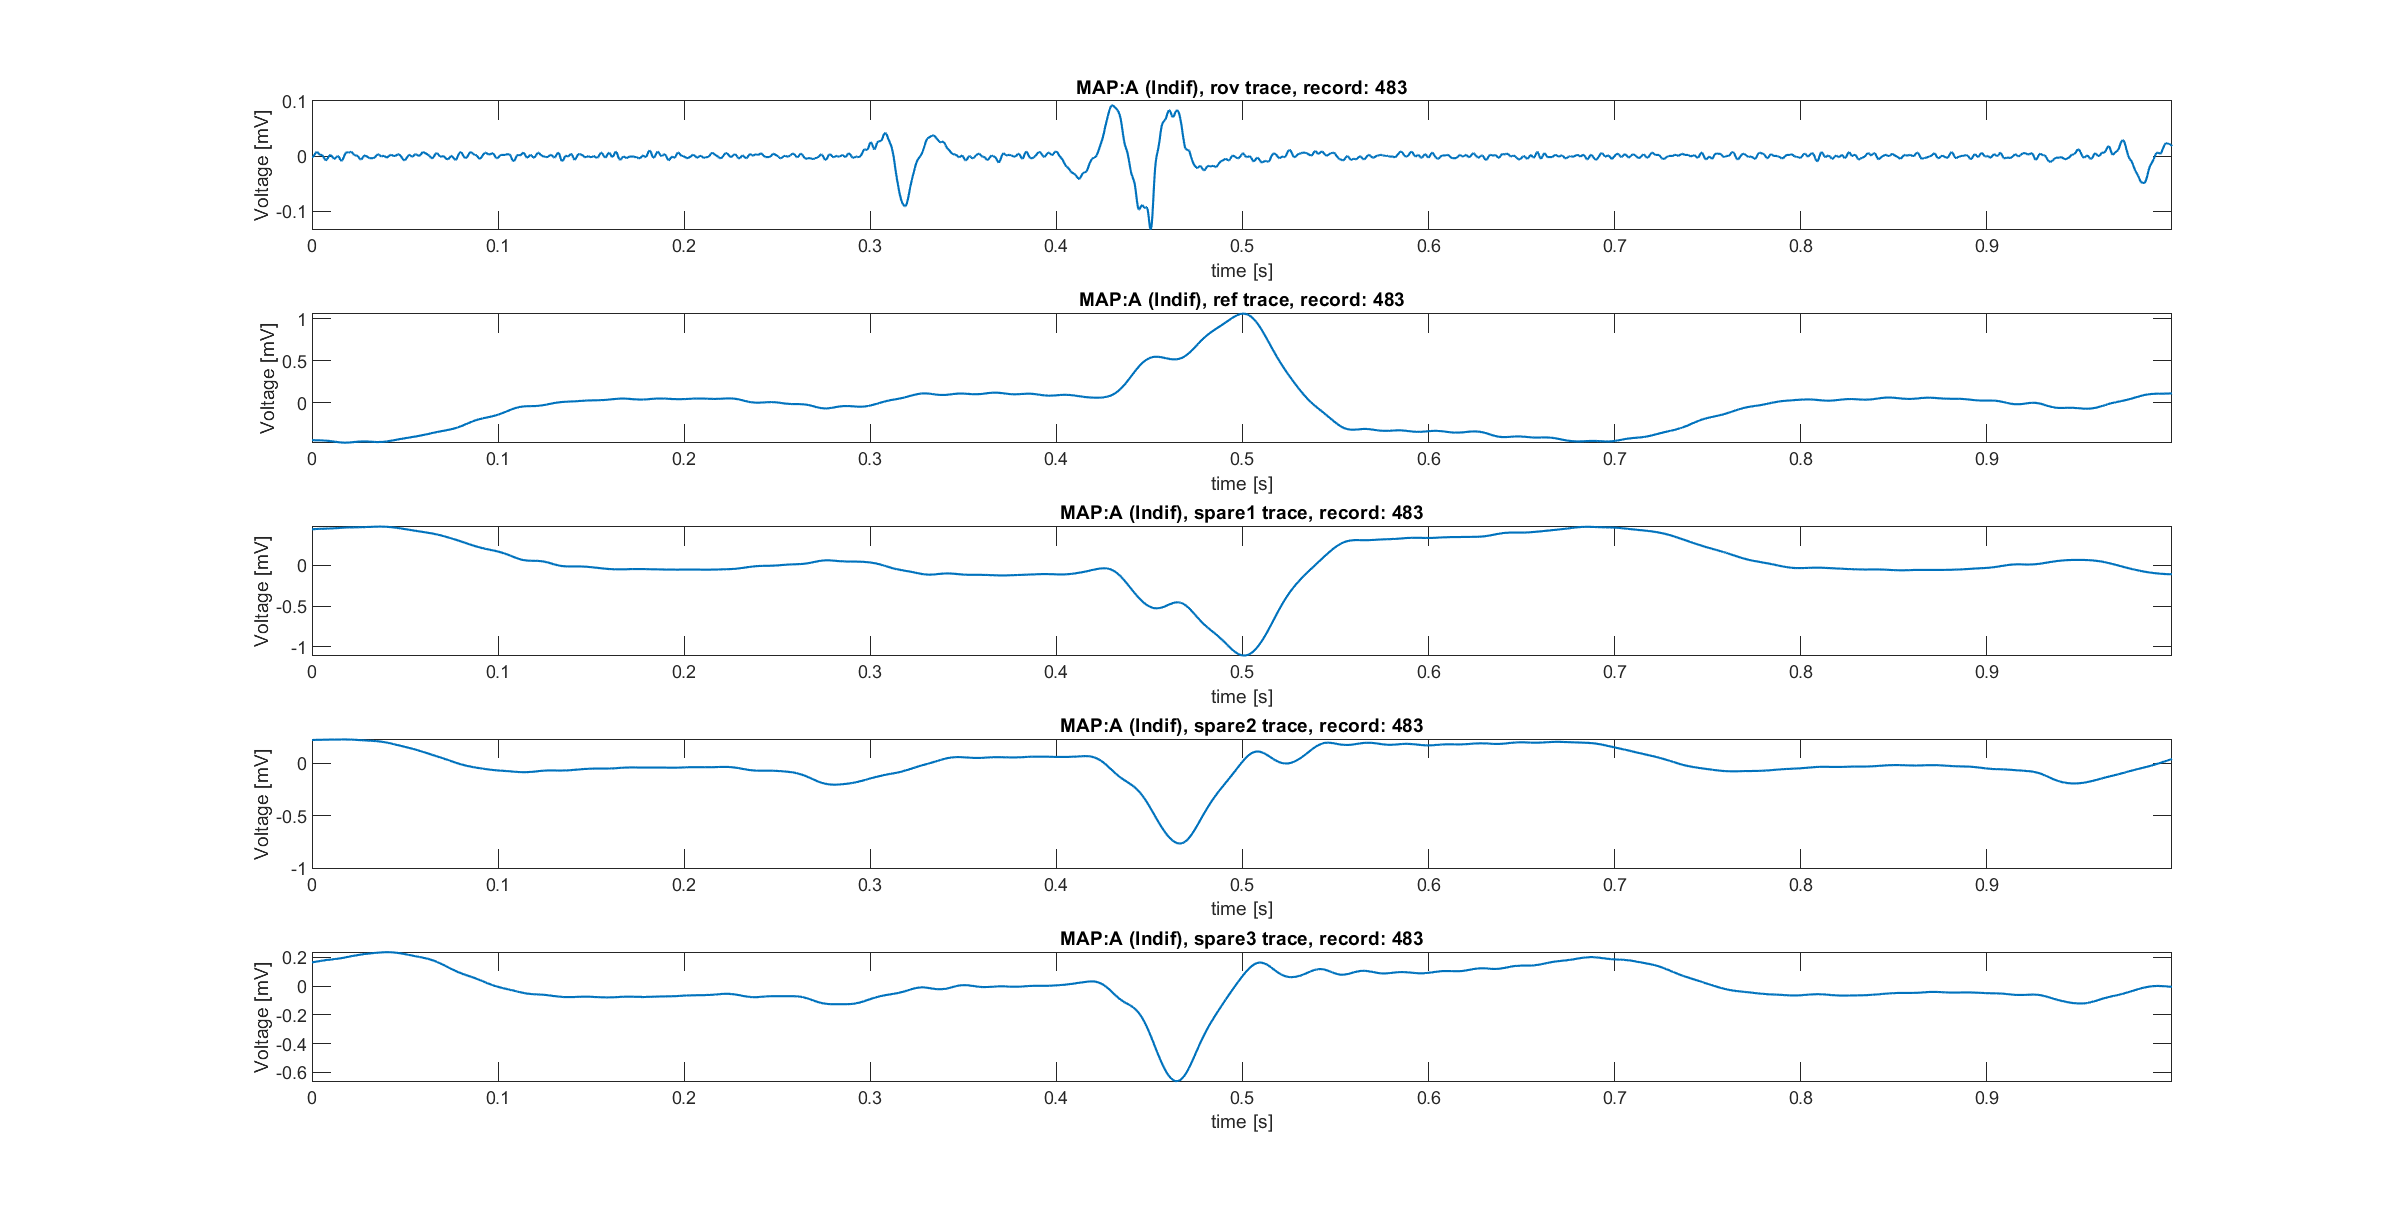 MAP:A (Indif), rov trace, record: 483
Voltage [mV]
0.1
0
-0.1
0 0.1 0.2 0.3 0.4 0.5 0.6 0.7 0.8 0.9
time [s]
MAP:A (Indif), ref trace, record: 483
Voltage [mV]
1
0.5
0
0 0.1 0.2 0.3 0.4 0.5 0.6 0.7 0.8 0.9
time [s]
MAP:A (Indif), spare1 trace, record: 483
Voltage [mV]
0
-0.5
-1
0 0.1 0.2 0.3 0.4 0.5 0.6 0.7 0.8 0.9
time [s]
MAP:A (Indif), spare2 trace, record: 483
Voltage [mV]
0
-0.5
-1
0 0.1 0.2 0.3 0.4 0.5 0.6 0.7 0.8 0.9
time [s]
MAP:A (Indif), spare3 trace, record: 483
Voltage [mV]
0.2
0
-0.2
-0.4
-0.6
0 0.1 0.2 0.3 0.4 0.5 0.6 0.7 0.8 0.9
time [s]